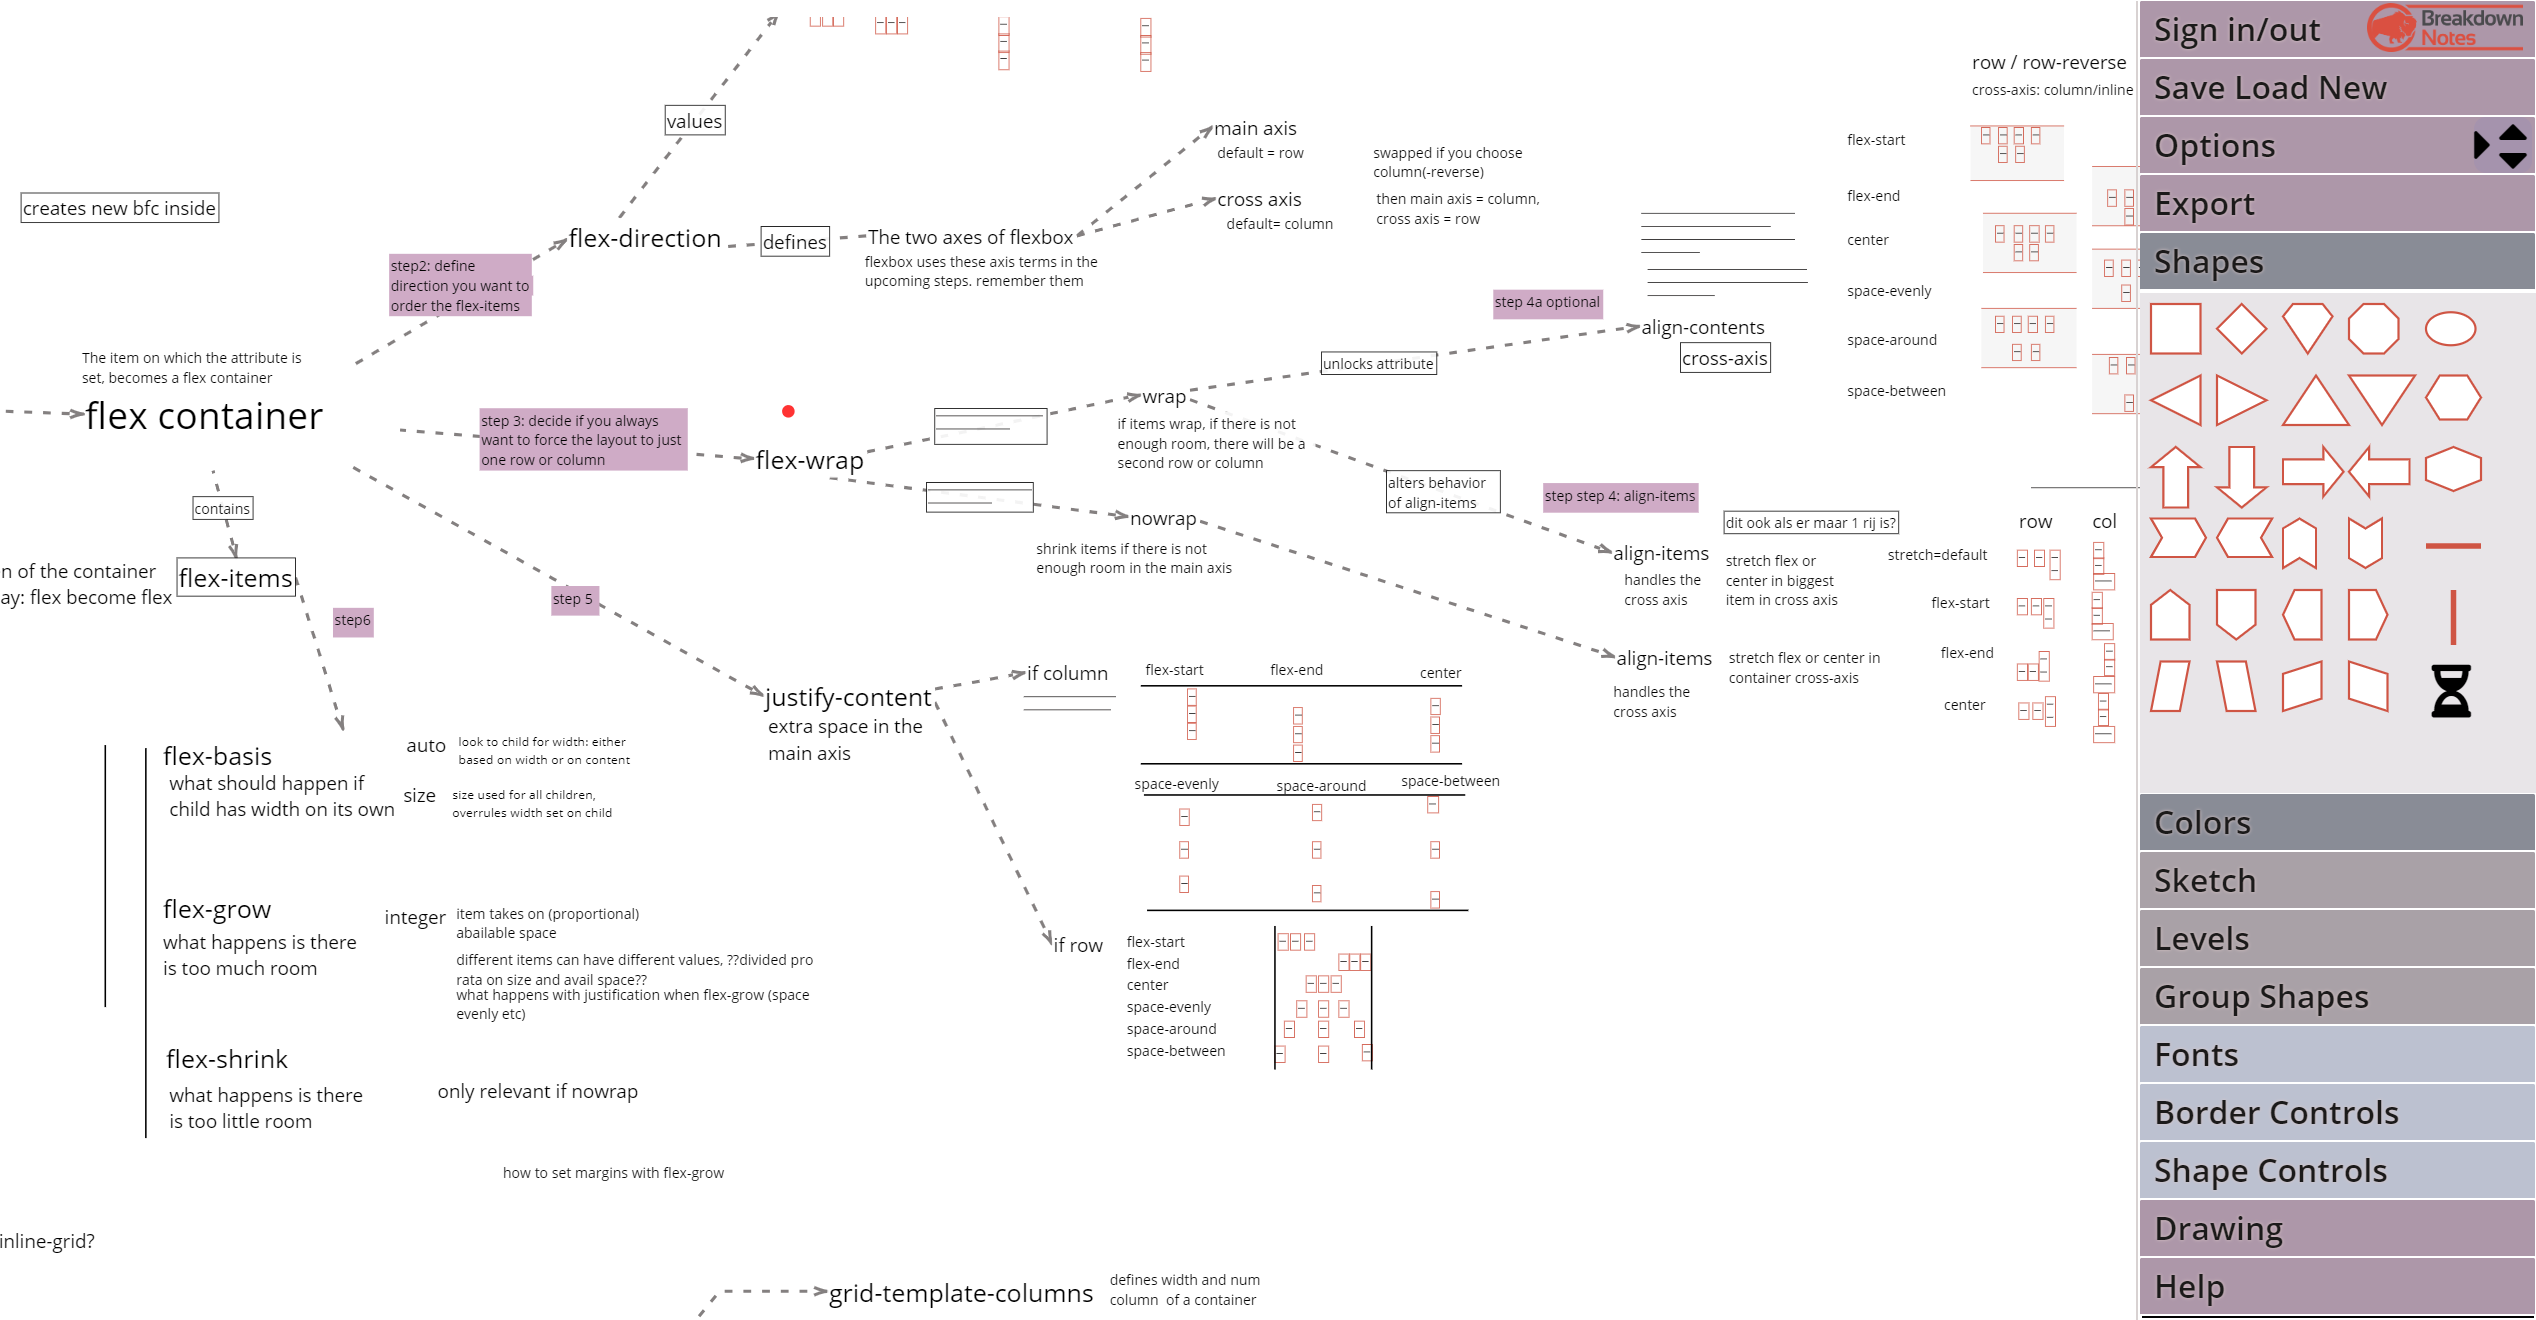 Sign in/out
Breakdown
Notes
Save Load New
Options
Export
Shapes
Colors
Sketch
Levels
Group Shapes
Fonts
Border Controls
Shape Controls
Drawing
Help
values
creates new bfc inside
step2: define
direction you want to
order the flex-items
flex-direction
defines
The two axes of flexbox
flexbox uses these axis terms in the
upcoming steps. remember them
main axis
default = row
cross axis
default= column
swapped if you choose
column(-reverse)
then main axis = column,
cross axis = row
row / row-reverse
cross-axis: column/inline
flex-start
flex-end
center
space-evenly
space-around
space-between
step 4a optional
align-contents
cross-axis
unlocks attribute
The item on which the attribute is
set, becomes a flex container
flex container
step 3: decide if you always
want to force the layout to just
one row or column
flex-wrap
wrap
if items wrap, if there is not
enough room, there will be a
second row or column
nowrap
shrink items if there is not
enough room in the main axis
alters behavior
of align-items
step step 4: align-items
dit ook als er maar 1 rij is?
align-items
handles the
cross axis
stretch flex or
center in biggest
item in cross axis
row
col
stretch=default
flex-start
flex-end
center
align-items
handles the
cross axis
stretch flex or center in
container cross-axis
contains
flex-items
n of the container
ay: flex become flex
step6
step 5
justify-content
extra space in the
main axis
if column
flex-start
flex-end
center
space-evenly
space-around
space-between
if row
flex-start
flex-end
center
space-evenly
space-around
space-between
flex-basis
what should happen if
child has width on its own
auto
look to child for width: either
based on width or on content
size
size used for all children,
overrules width set on child
flex-grow
what happens is there
is too much room
integer
item takes on (proportional)
abailable space
different items can have different values, ??divided pro
rata on size and avail space??
what happens with justification when flex-grow (space
evenly etc)
flex-shrink
what happens is there
is too little room
only relevant if nowrap
how to set margins with flex-grow
inline-grid?
grid-template-columns
defines width and num
column of a container